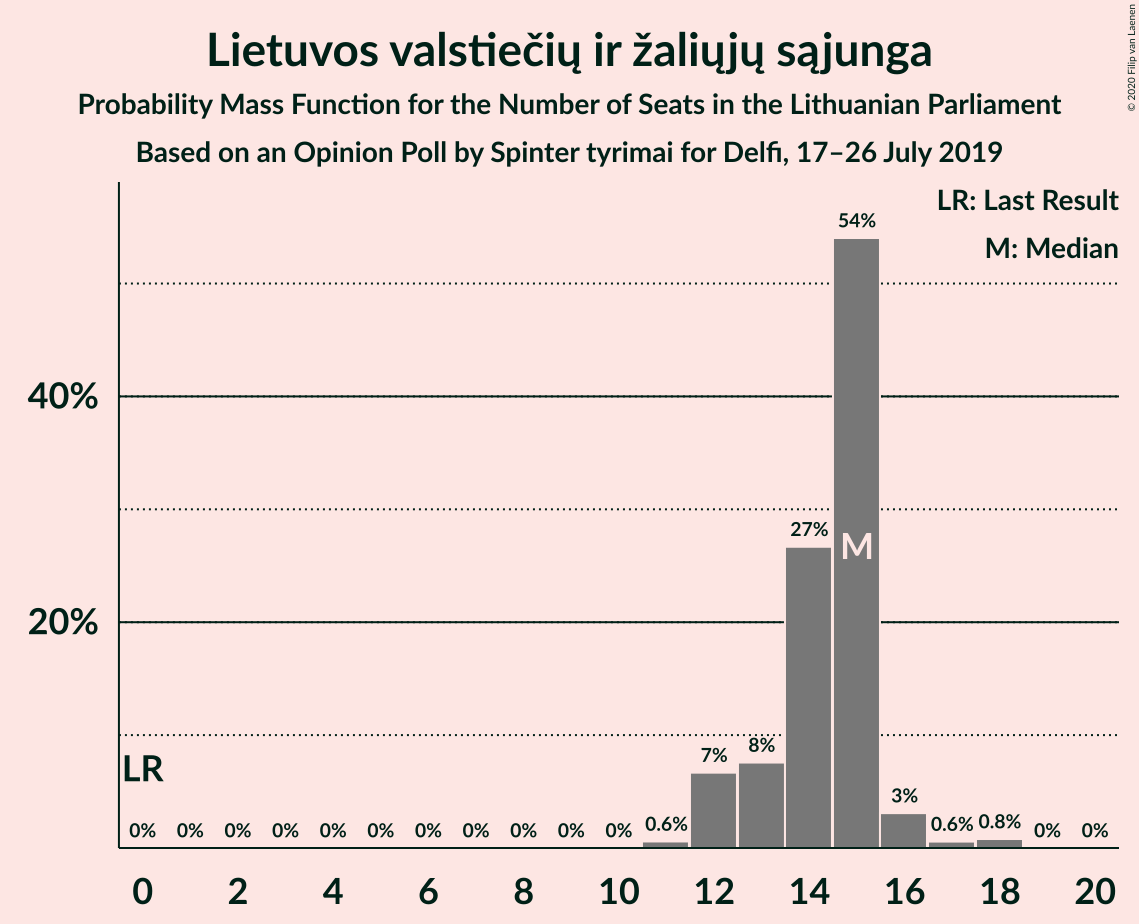 Lietuvos valstiečių ir žaliųjų sąjunga
Probability Mass Function for the Number of Seats in the Lithuanian Parliament
Based on an Opinion Poll by Spinter tyrimai for Delfi, 17–26 July 2019
© 2020 Filip van Laenen
LR: Last Result
M: Median
54%
40%
27%
M
20%
LR
7%
8%
3%
0% 0% 0% 0% 0% 0% 0% 0% 0% 0% 0% 0.6% 0.6% 0.8% 0% 0%
0 2 4 6 8 10 12 14 16 18 20